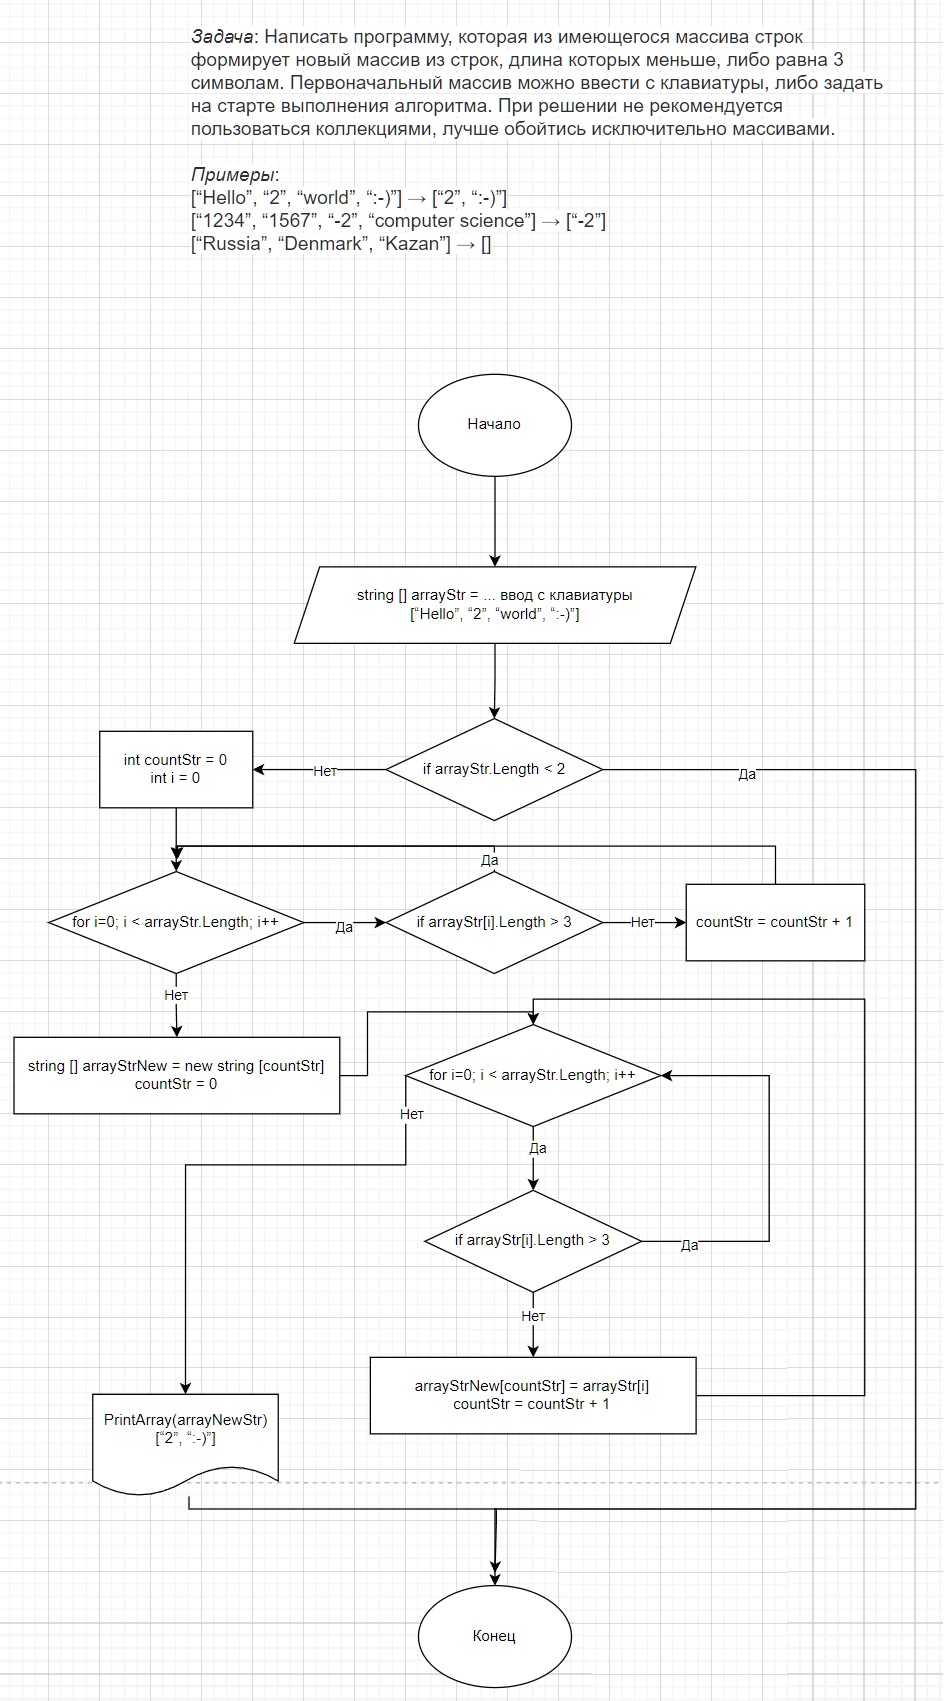 Задача: Написать программу, которая из имеющегося массива строк
формирует новый массив из строк, длина которых меньше, либо равна 3
символам. Первоначальный массив можно ввести с клавиатуры, либо задать
на старте выполнения алгоритма. При решении не рекомендуется
пользоваться коллекциями, лучше обойтись исключительно массивами.
Примеры:
[“Hello”, “2”, “world”, “:-)”] → [“2”, “:-)”]
[“1234”, “1567”, “-2”, “computer science”] → [“-2”]
[“Russia”, “Denmark”, “Kazan”] → []
Начало
string [] arrayStr = ... ввод с клавиатуры
[“Hello”, “2”, “world”, “:-)”]
if arrayStr.Length < 2
Нет
Да
int countStr = 0
int i = 0
for i=0; i < arrayStr.Length; i++
Да
if arrayStr[i].Length > 3
Да
Нет
countStr = countStr + 1
Нет
string [] arrayStrNew = new string [countStr]
countStr = 0
for i=0; i < arrayStr.Length; i++
Нет
Да
if arrayStr[i].Length > 3
Да
Нет
arrayStrNew[countStr] = arrayStr[i]
countStr = countStr + 1
PrintArray(arrayNewStr)
[“2”, “:-)”]
Конец